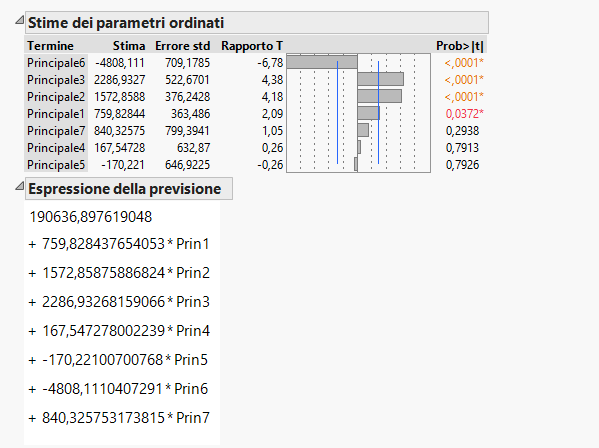 Stime dei parametri ordinati
Termine Stima Errore std Rapporto T Prob>|t|
Principale6 -4808,111 709,1785 -6,78 <,0001*
Principale3 2286,9327 522,6701 4,38 <,0001*
Principale2 1572,8588 376,2428 4,18 <,0001*
Principale1 759,82844 363,486 2,09 0,0372*
Principale7 840,32575 799,3941 1,05 0,2938
Principale4 167,54728 632,87 0,26 0,7913
Principale5 -170,221 646,9225 -0,26 0,7926
Espressione della previsione
190636,897619048
+ 759,828437654053 * Prin1
+ 1572,85875886824 * Prin2
+ 2286,93268159066 * Prin3
+ 167,547278002239 * Prin4
+ -170,22100700768 * Prin5
+ -4808,1110407291 * Prin6
+ 840,325753173815 * Prin7